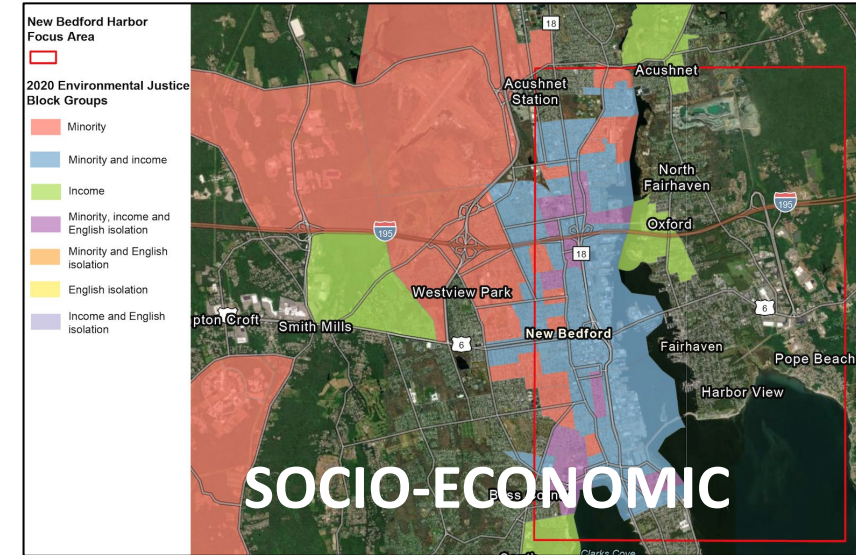 New Bedford Harbor
Focus Area
2020 Environmental Justice
Block Groups
Minority
Minority and income
Income
Minority, income and
English isolation
Minority and English
isolation
English isolation
Income and English
isolation
18
Acushnet
Acushnet
Station
North
Fairhaven
195
Oxford
195
18
Westview Park
6
Croft
Smith Mills
New Bedford
6
Fairhaven
Pope Beach
Harbor View
SOCIO-ECONOMIC
Clarks Cove